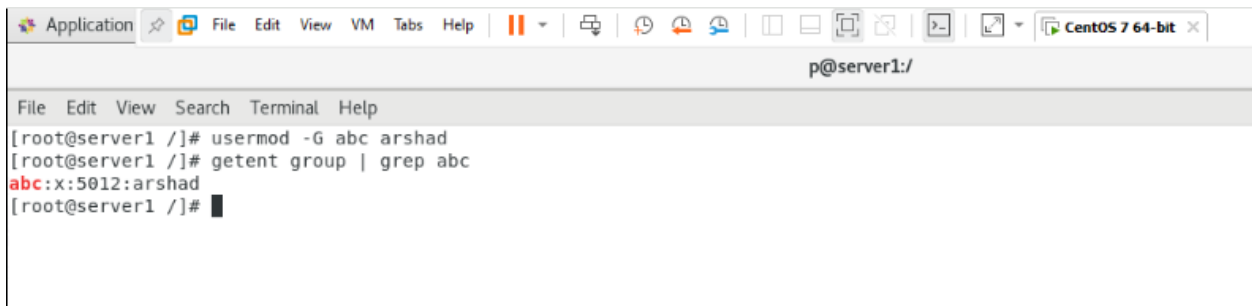 Application File Edit View VM Tabs Help CentOS 7 64-bit
p@server1:/
File Edit View Search Terminal Help
[root@server1 /]# usermod -G abc arshad
[root@server1 /]# getent group | grep abc
abc:x:5012:arshad
[root@server1 /]#